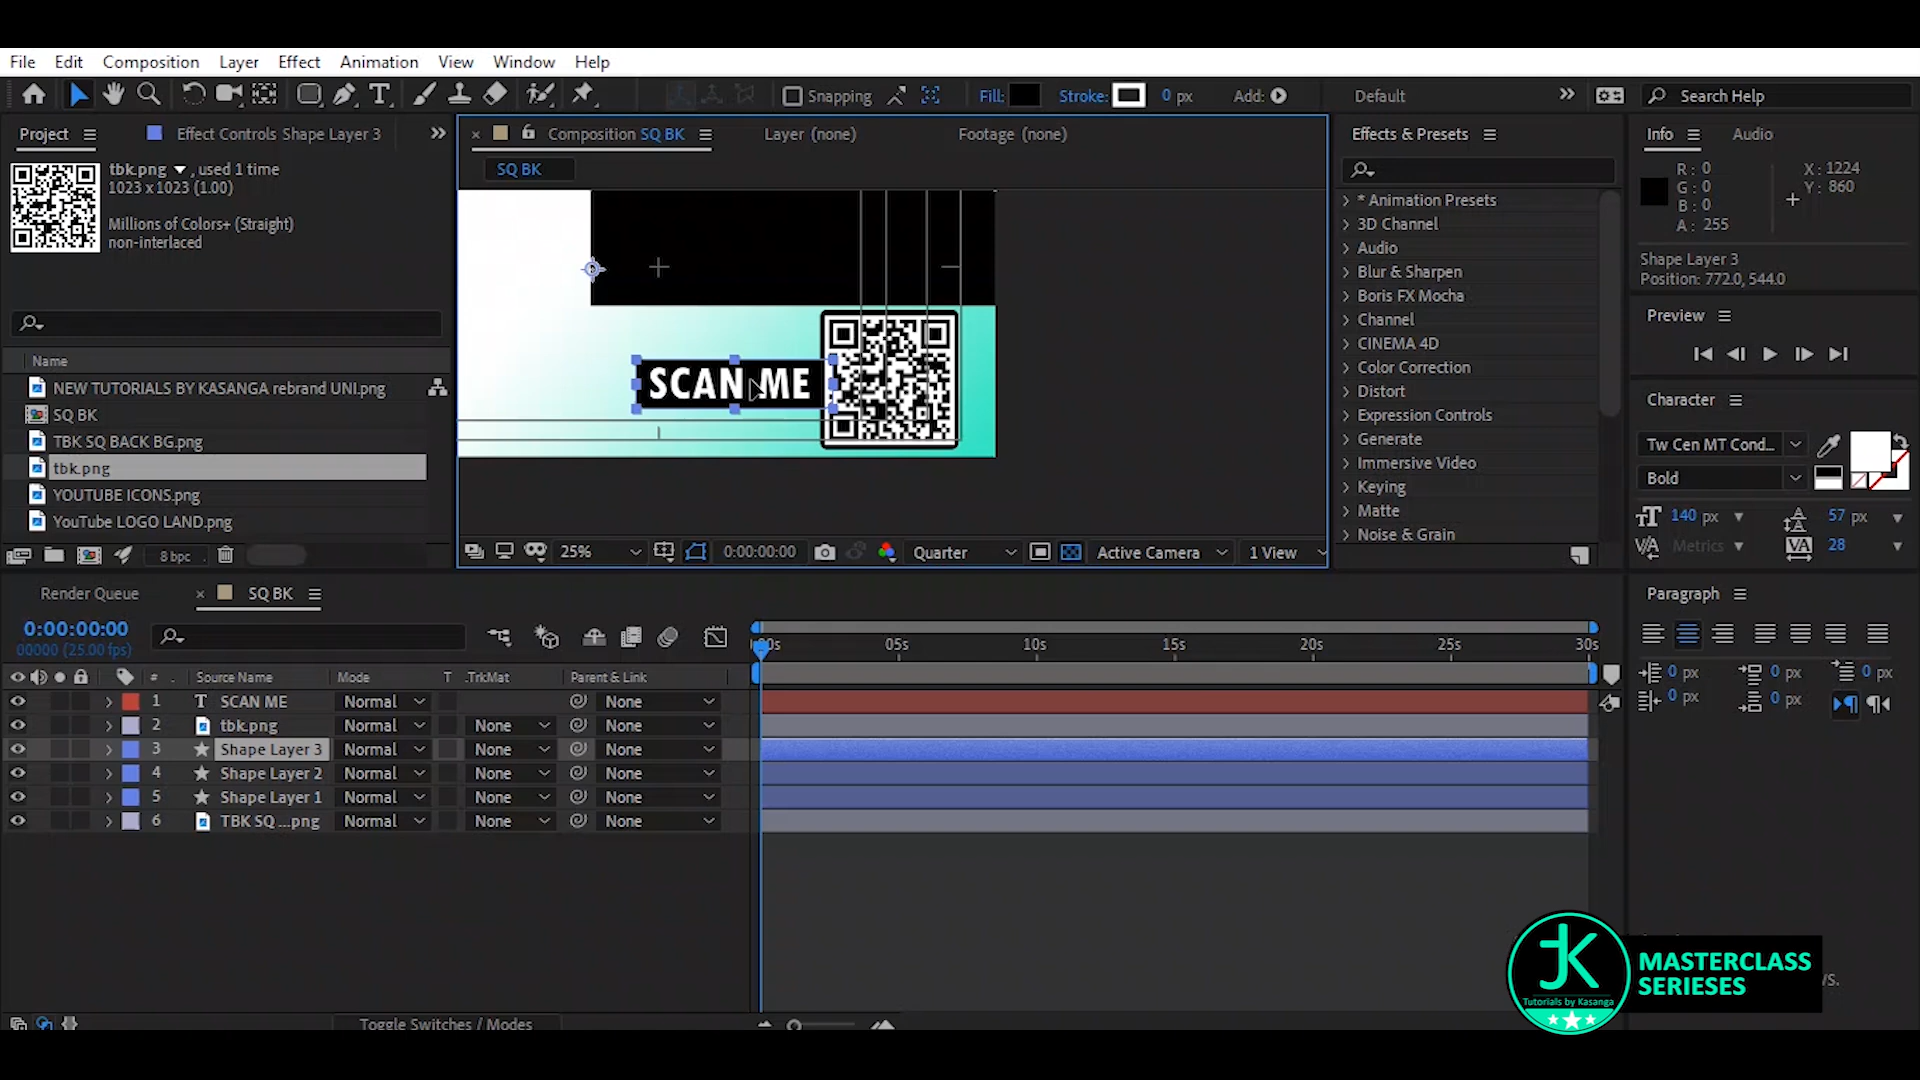 File Edit Composition Layer Effect Animation View Window Help
Snapping Fill: Stroke: 0 px Add: Default Search Help
Project Effect Controls Shape Layer 3 Composition SQ BK Layer (none) Footage (none) Effects & Presets Info Audio
tbk.png , used 1 time
1023 x 1023 (1.00)
Millions of Colors+ (Straight)
non-interlaced
SQ BK
R : 0
G : 0
B : 0
A : 255
X : 1224
Y : 860
Shape Layer 3
Position: 772.0, 544.0
Name
NEW TUTORIALS BY KASANGA rebrand UNI.png
SQ BK
TBK SQ BACK BG.png
tbk.png
YOUTUBE ICONS.png
YouTube LOGO LAND.png
8 bpc
SCAN ME
25% 0:00:00:00 Quarter Active Camera 1 View
* Animation Presets
3D Channel
Audio
Blur & Sharpen
Boris FX Mocha
Channel
CINEMA 4D
Color Correction
Distort
Expression Controls
Generate
Immersive Video
Keying
Matte
Noise & Grain
Preview
Character
Tw Cen MT Cond...
Bold
140 px 57 px
Metrics 28
Render Queue SQ BK
0:00:00:00
00000 (25.00 fps)
05s 10s 15s 20s 25s 30s
# Source Name Mode T .TrkMat Parent & Link
1 T SCAN ME Normal None
2 tbk.png Normal None None
3 Shape Layer 3 Normal None None
4 Shape Layer 2 Normal None None
5 Shape Layer 1 Normal None None
6 TBK SQ ...png Normal None None
Paragraph
0 px 0 px 0 px
0 px 0 px
Toggle Switches / Modes
JK
Tutorials by Kasanga
MASTERCLASS
SERIESES